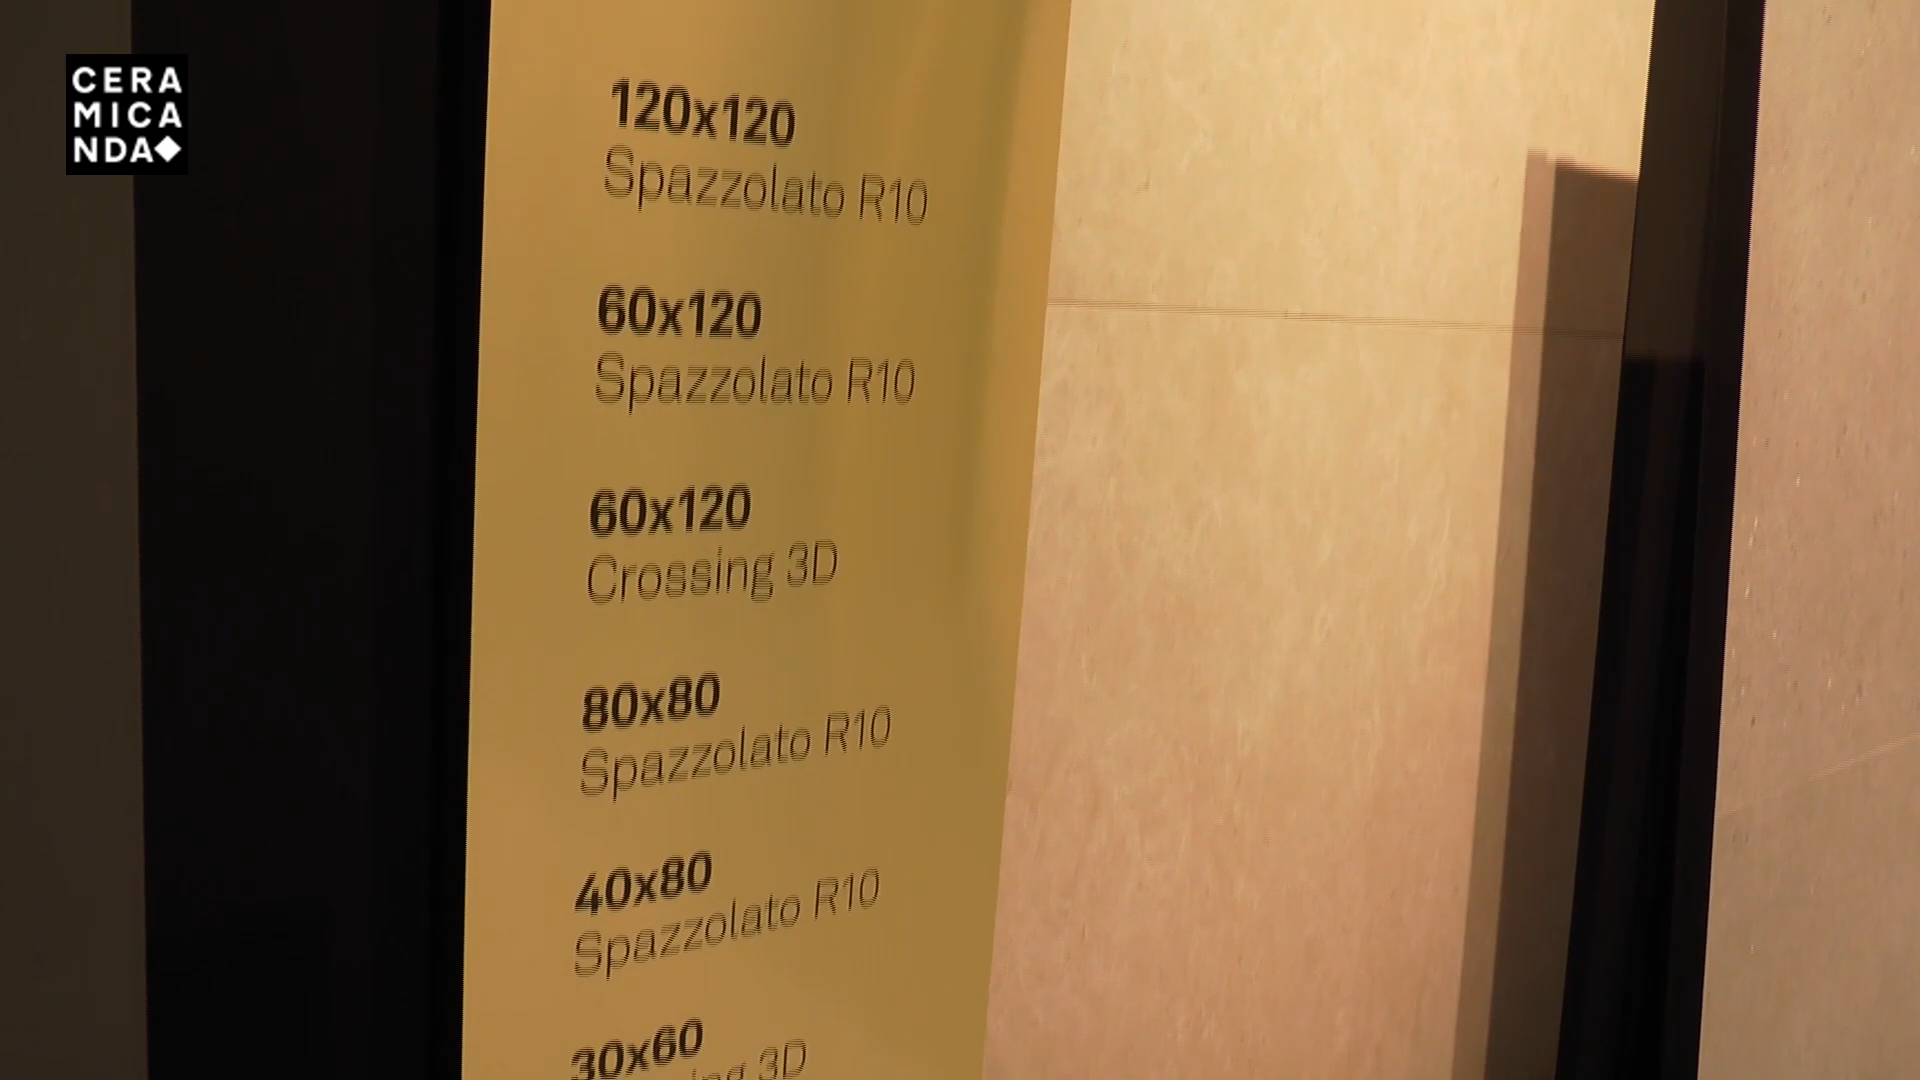 CERA
MICA
NDA
120x120
Spazzolato R10
60x120
Spazzolato R10
60x120
Crossing 3D
80x80
Spazzolato R10
40x80
Spazzolato R10
30x60
3D